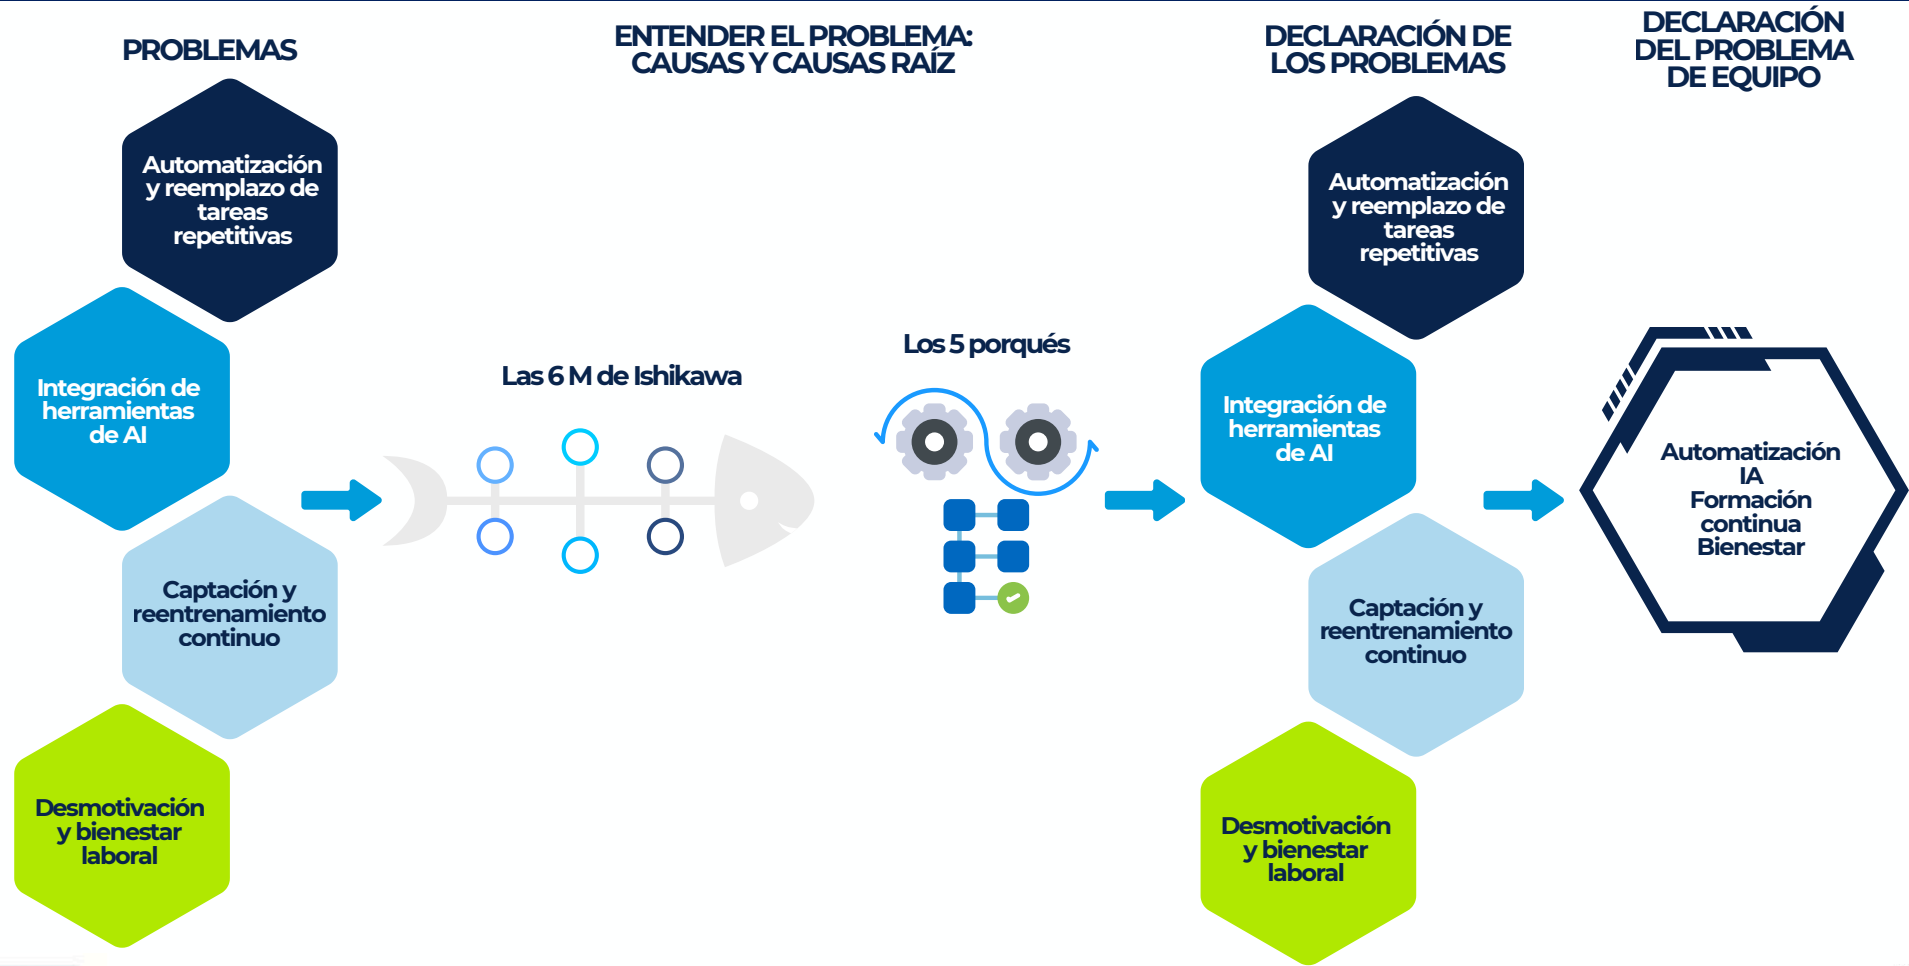 PROBLEMAS
Automatización
y reemplazo de
tareas
repetitivas
Integración de
herramientas
de AI
Captación y
reentrenamiento
continuo
Desmotivación
y bienestar
laboral
ENTENDER EL PROBLEMA:
CAUSAS Y CAUSAS RAÍZ
Las 6 M de Ishikawa
Los 5 porqués
DECLARACIÓN DE
LOS PROBLEMAS
Automatización
y reemplazo de
tareas
repetitivas
Integración de
herramientas
de AI
Captación y
reentrenamiento
continuo
Desmotivación
y bienestar
laboral
DECLARACIÓN
DEL PROBLEMA
DE EQUIPO
Automatización
IA
Formación
continua
Bienestar